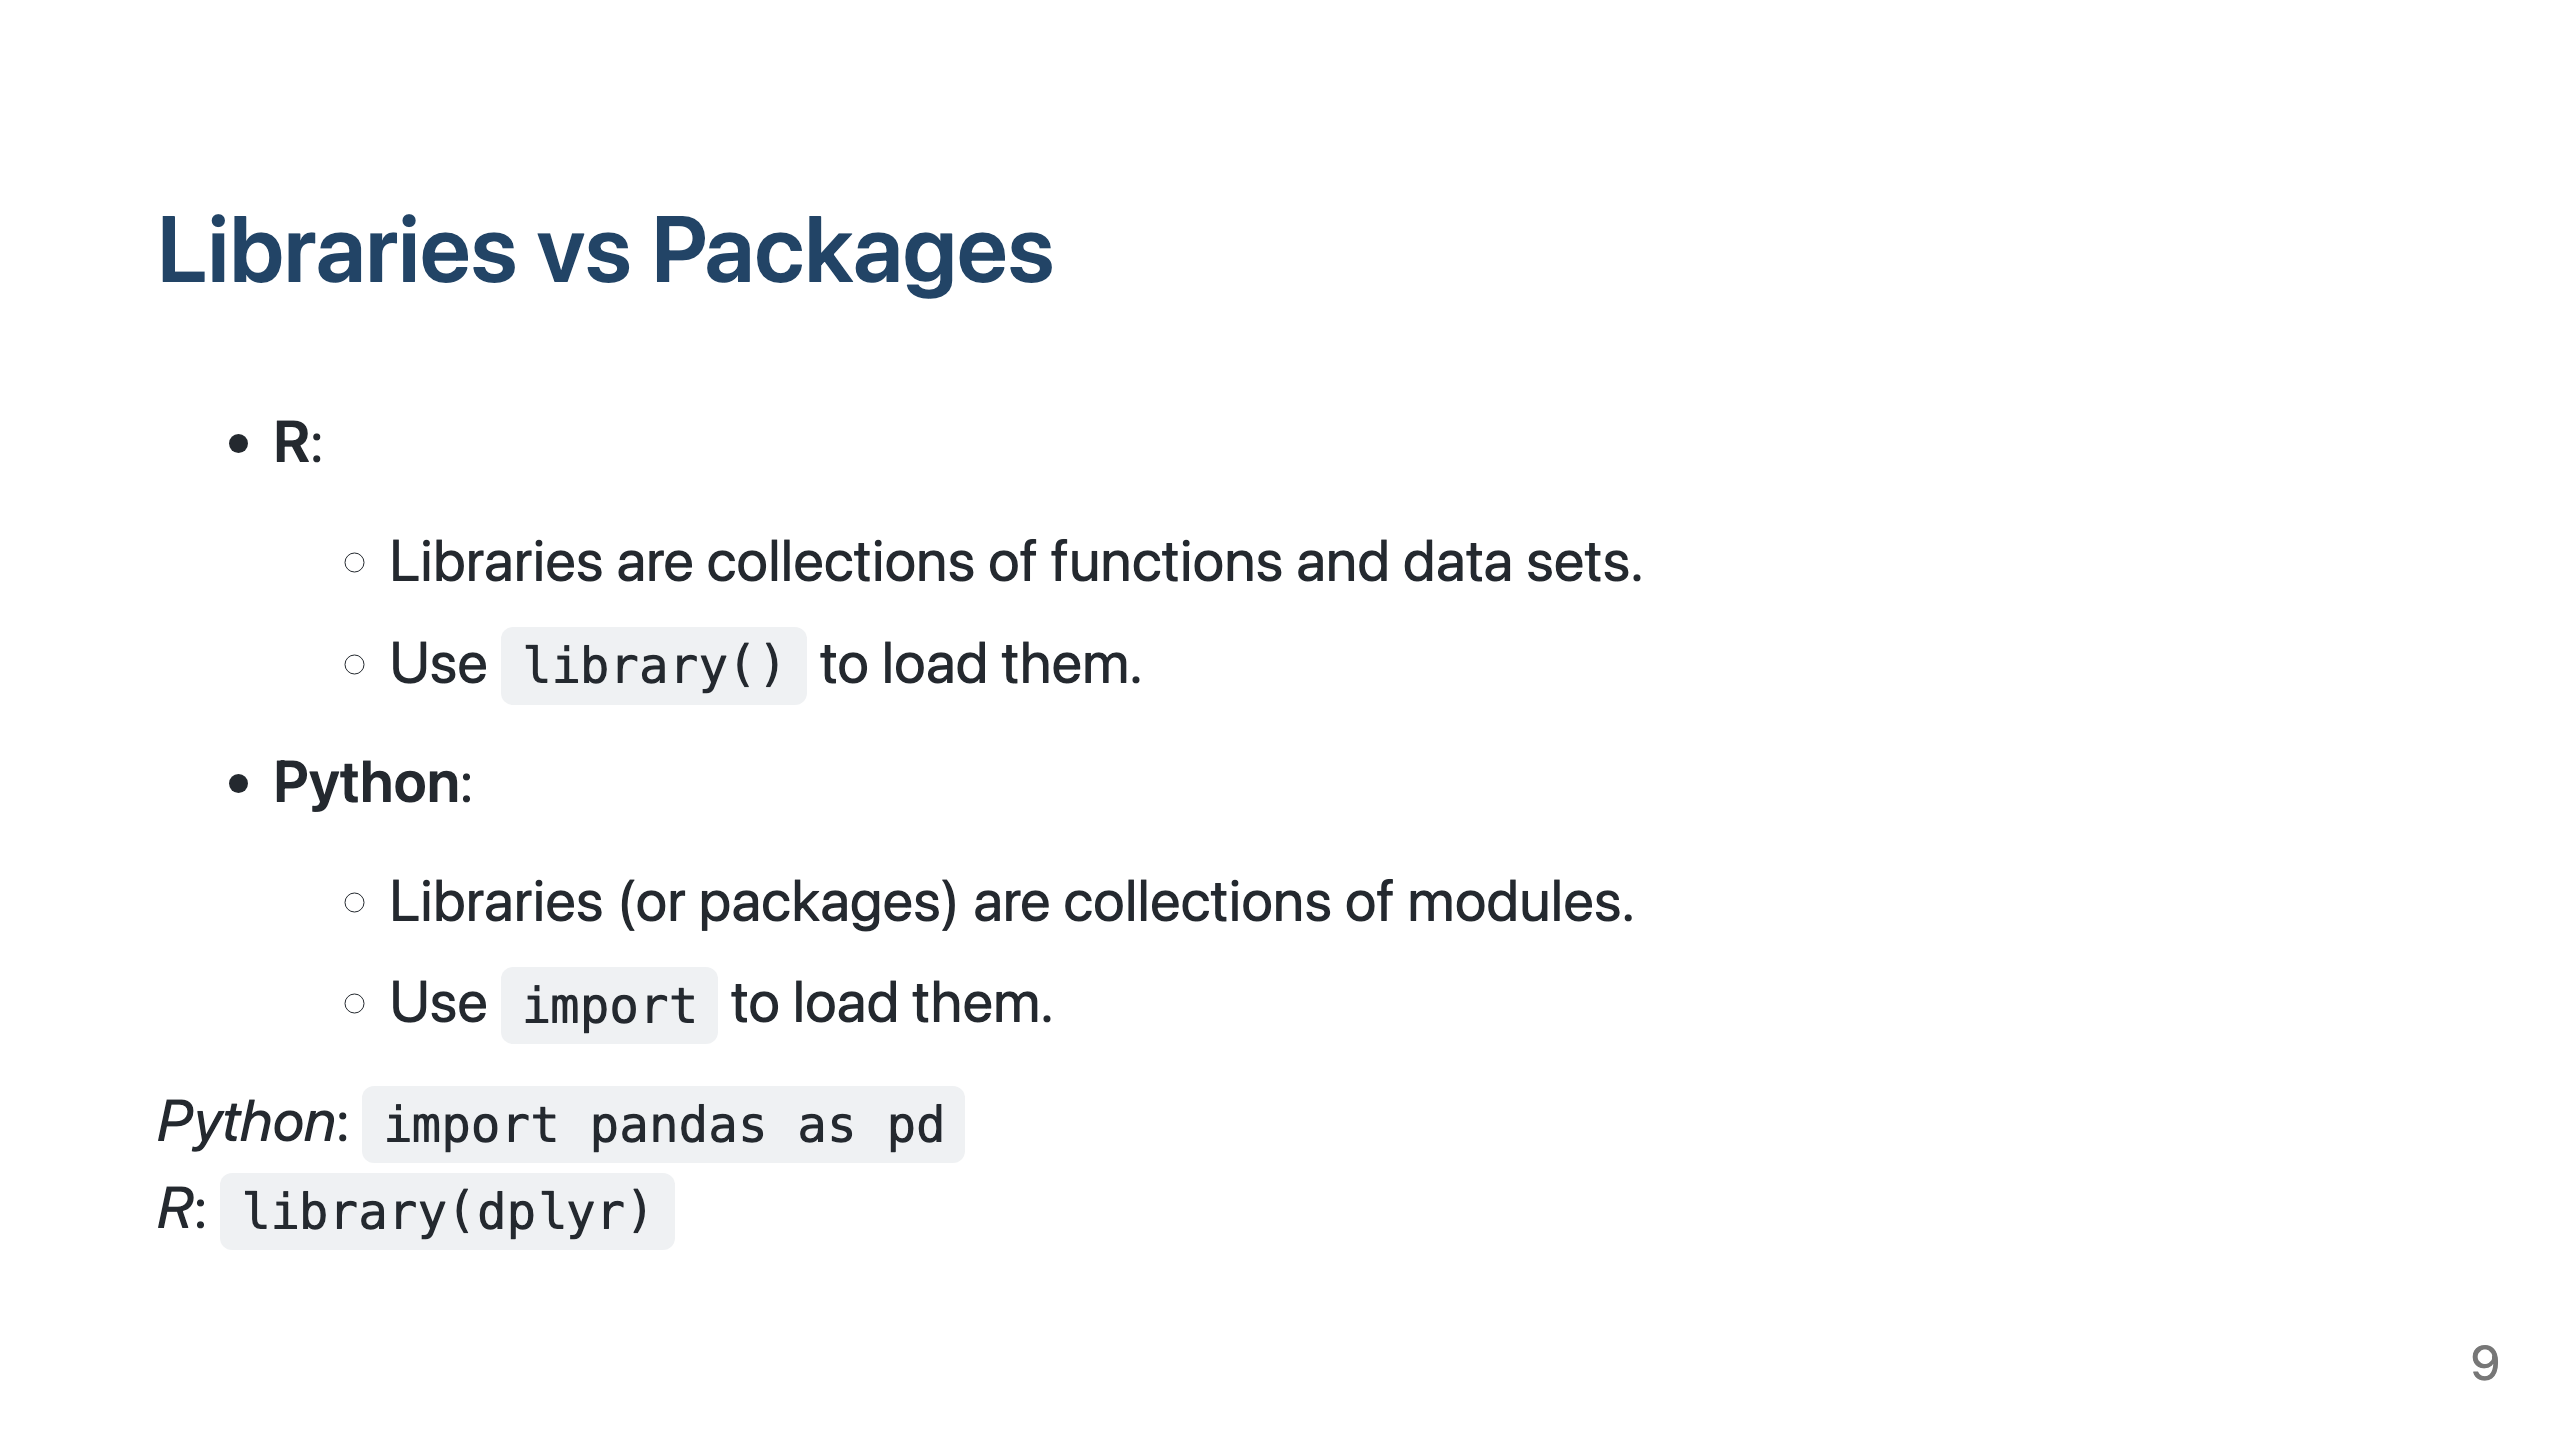 Libraries vs Packages
• R:
○ Libraries are collections of functions and data sets.
○ Use library() to load them.
• Python:
○ Libraries (or packages) are collections of modules.
○ Use import to load them.
Python: import pandas as pd
R: library(dplyr)
9